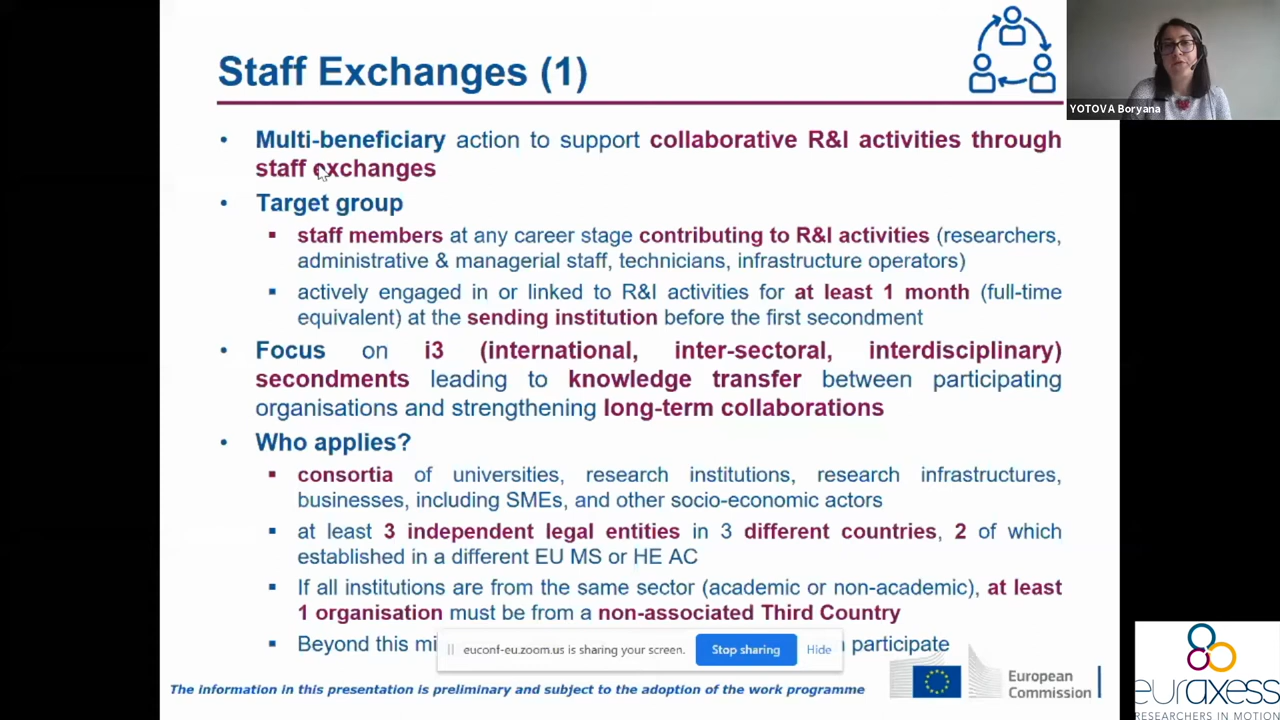 Staff Exchanges (1)
YOTOVA Boryana
• Multi-beneficiary action to support collaborative R&I activities through
staff exchanges
• Target group
▪ staff members at any career stage contributing to R&I activities (researchers,
administrative & managerial staff, technicians, infrastructure operators)
▪ actively engaged in or linked to R&I activities for at least 1 month (full-time
equivalent) at the sending institution before the first secondment
• Focus on i3 (international, inter-sectoral, interdisciplinary)
secondments leading to knowledge transfer between participating
organisations and strengthening long-term collaborations
• Who applies?
▪ consortia of universities, research institutions, research infrastructures,
businesses, including SMEs, and other socio-economic actors
▪ at least 3 independent legal entities in 3 different countries, 2 of which
established in a different EU MS or HE AC
▪ If all institutions are from the same sector (academic or non-academic), at least
1 organisation must be from a non-associated Third Country
▪ Beyond this participate
euconf-eu.zoom.us is sharing your screen. Stop sharing Hide
The information in this presentation is preliminary and subject to the adoption of the work programme
European
Commission
euraxess
RESEARCHERS IN MOTION